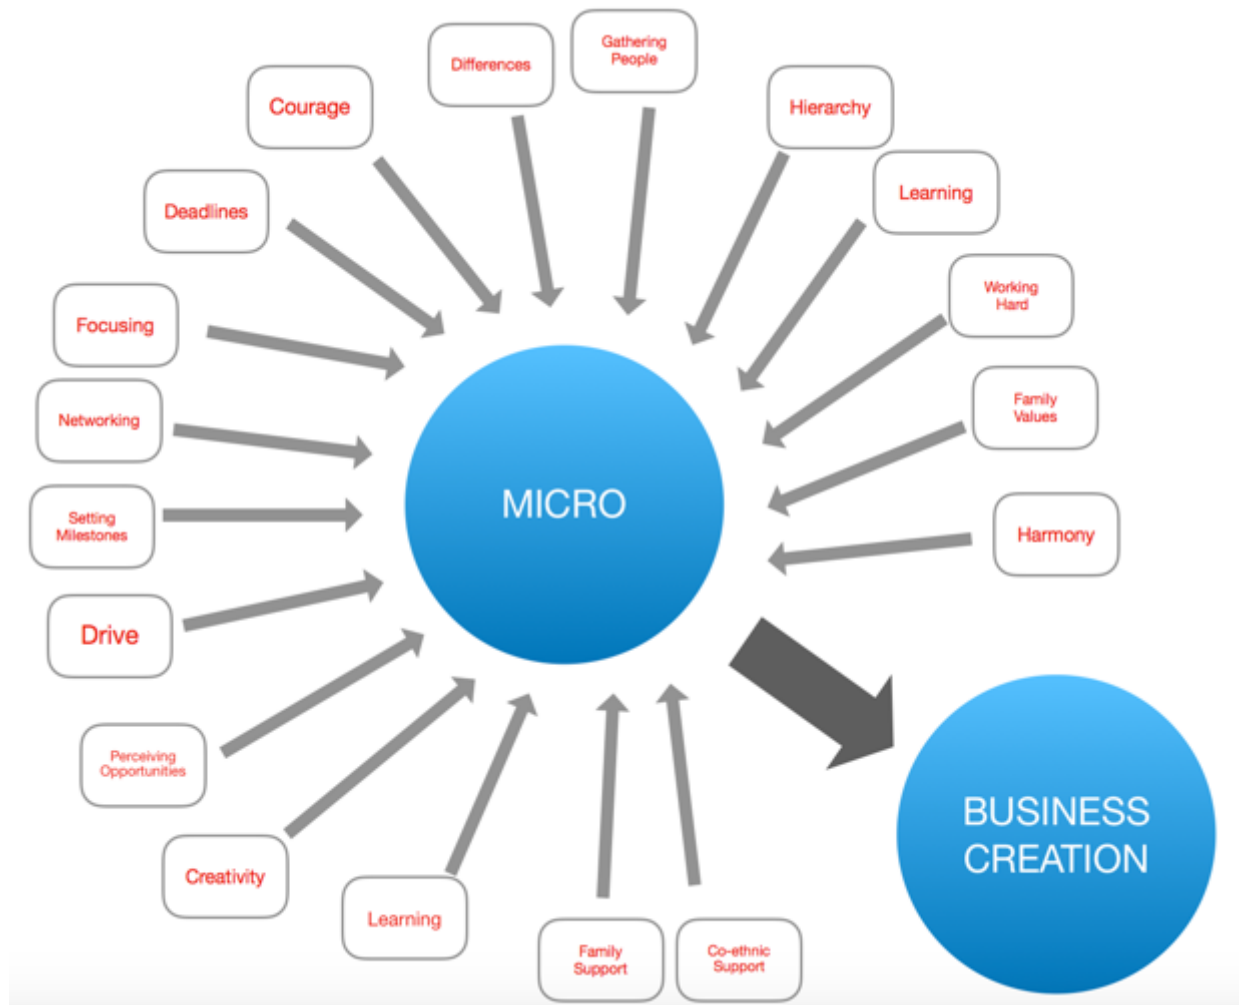 Gathering
People
Differences
Courage
Hierarchy
Learning
Deadlines
Working
Hard
Focusing
Family
Values
Networking
MICRO
Setting
Milestones
Harmony
Drive
Perceiving
Opportunities
BUSINESS
CREATION
Creativity
Learning
Family
Support
Co-ethnic
Support